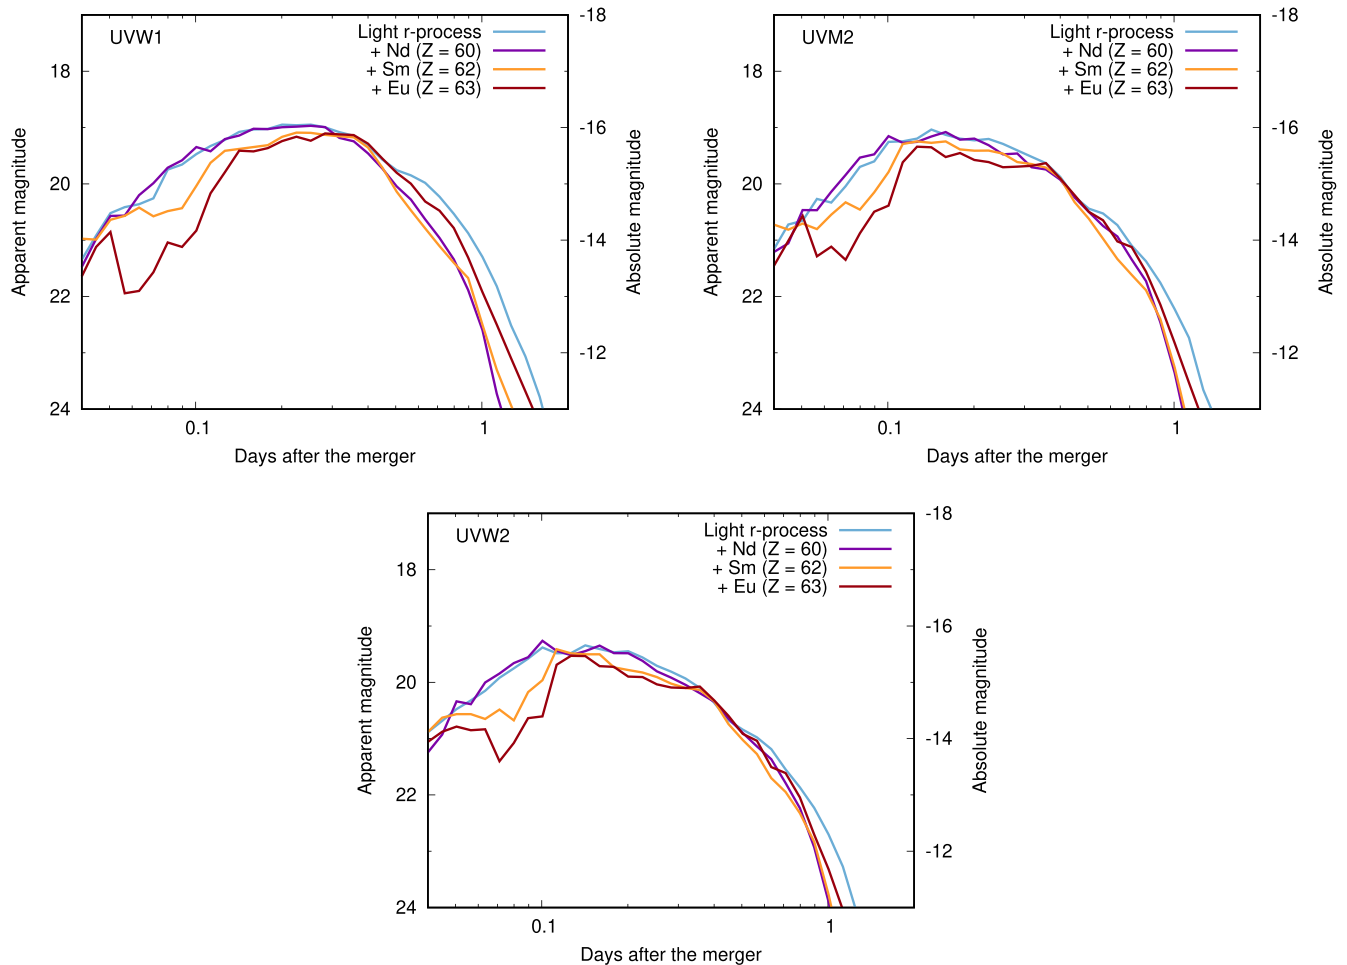 UVW1
Light r-process
+ Nd (Z = 60)
+ Sm (Z = 62)
+ Eu (Z = 63)
18
20
22
24
-18
-16
-14
-12
0.1
1
Apparent magnitude
Absolute magnitude
Days after the merger
UVM2
Light r-process
+ Nd (Z = 60)
+ Sm (Z = 62)
+ Eu (Z = 63)
18
20
22
24
-18
-16
-14
-12
0.1
1
Apparent magnitude
Absolute magnitude
Days after the merger
UVW2
Light r-process
+ Nd (Z = 60)
+ Sm (Z = 62)
+ Eu (Z = 63)
18
20
22
24
-18
-16
-14
-12
0.1
1
Apparent magnitude
Absolute magnitude
Days after the merger